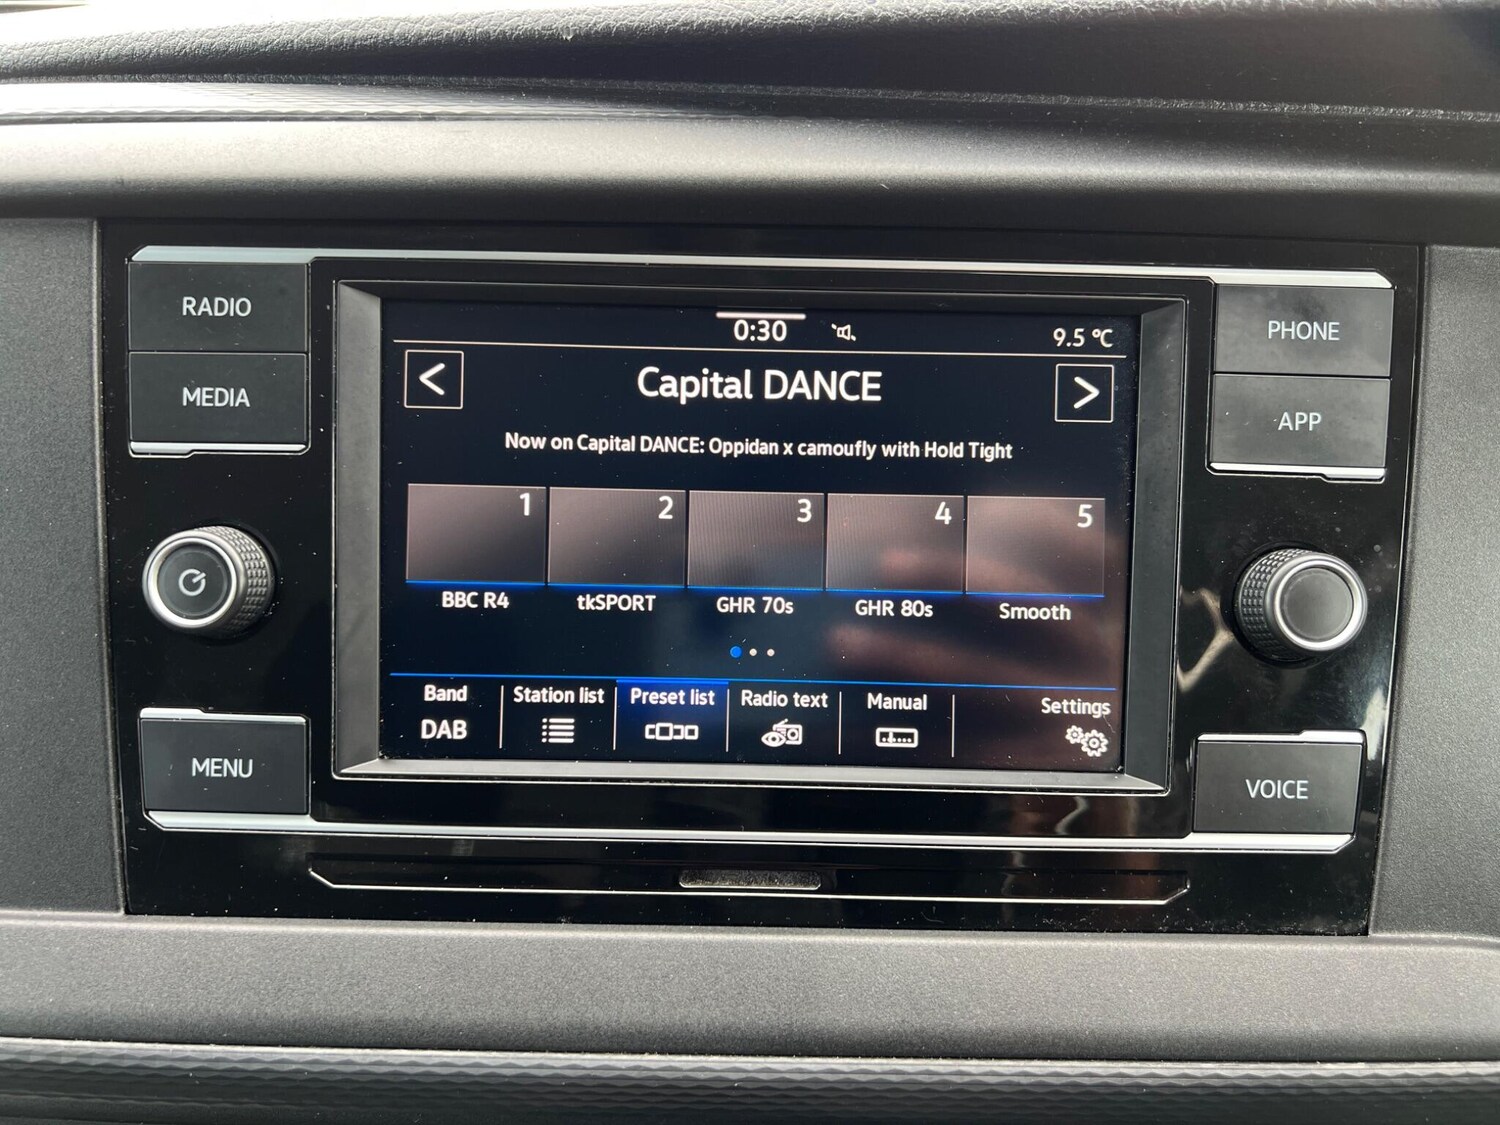 RADIO
MEDIA
MENU
0:30
9.5 °C
<
Capital DANCE
>
Now on Capital DANCE: Oppidan x camoufly with Hold Tight
1 2 3 4 5
BBC R4 tkSPORT GHR 70s GHR 80s Smooth
Band Station list Preset list Radio text Manual Settings
DAB
PHONE
APP
VOICE